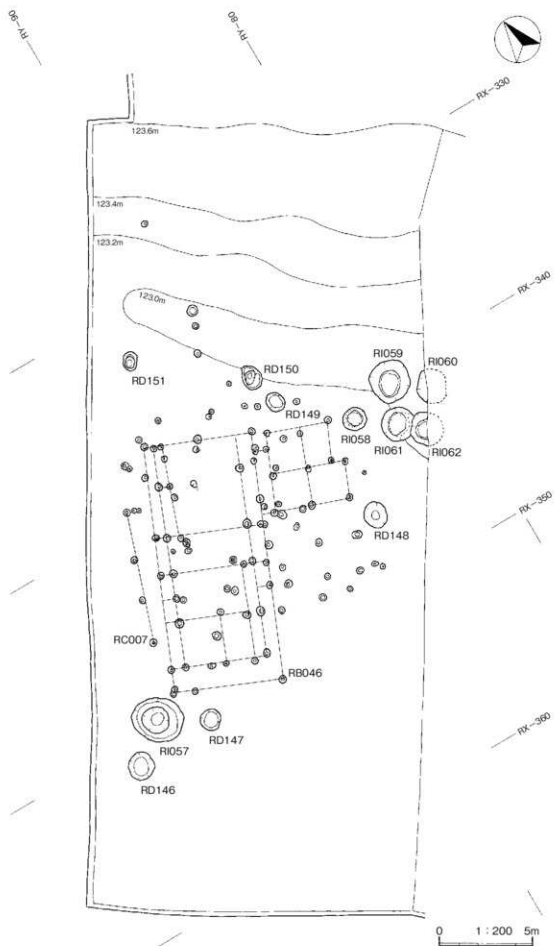 RY-90
RY-80
RX-330
123.6m
123.4m
123.2m
RX-340
123.0m
RI059
RI060
RD150
RD151
RD149
RI058
RI061
RI062
RX-350
RD148
RC007
RB046
RI057
RD147
RX-360
RD146
0 1:200 5m